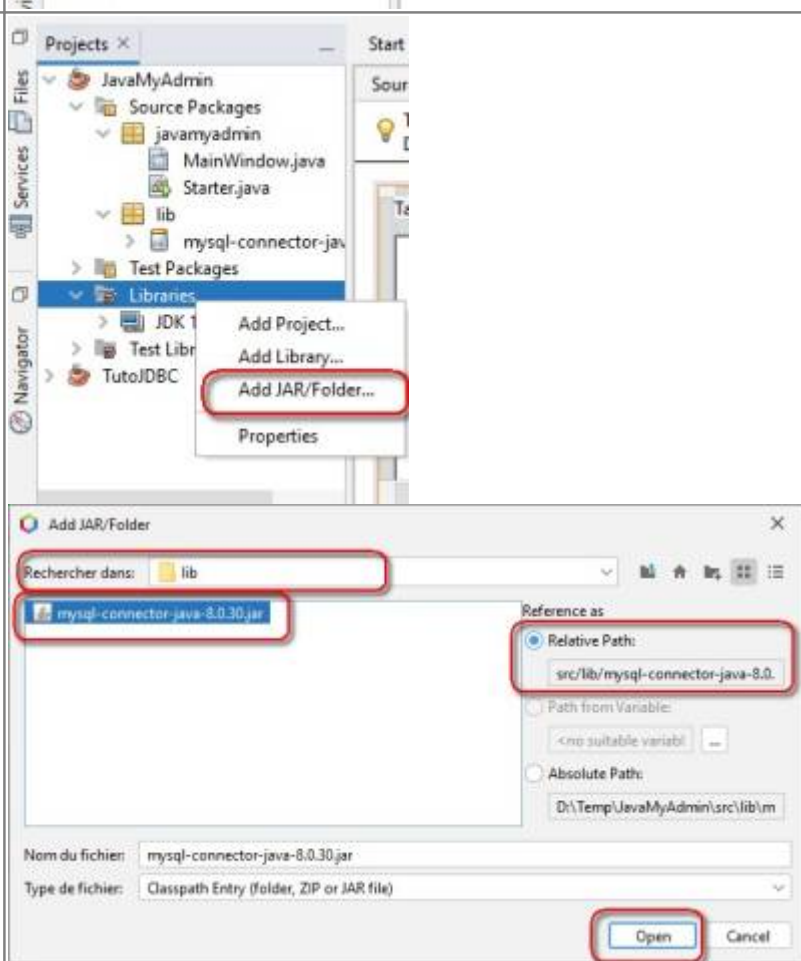 Projects
Start
Files
JavaMyAdmin
Sour
Source Packages
javamyadmin
MainWindow.java
Services
Starter.java
Ta
lib
mysql-connector-jav
Test Packages
Libraries
JDK 1
Add Project...
Navigator
Test Libr
Add Library...
TutoJDBC
Add JAR/Folder...
Properties
Add JAR/Folder
Rechercher dans: lib
mysql-connector-java-8.0.30.jar
Reference as
Relative Path:
src/lib/mysql-connector-java-8.0.
Path from Variable:
<no suitable variabl ...
Absolute Path:
D:\Temp\JavaMyAdmin\src\lib\m
Nom du fichier: mysql-connector-java-8.0.30.jar
Type de fichier: Classpath Entry (folder, ZIP or JAR file)
Open Cancel